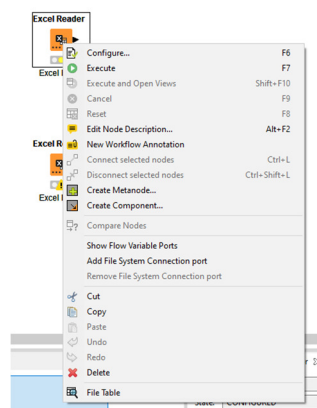 Excel Reader
Configure... F6
Execute F7
Execute and Open Views Shift+F10
Cancel F9
Reset F8
Edit Node Description... Alt+F2
New Workflow Annotation
Connect selected nodes Ctrl+L
Disconnect selected nodes Ctrl+Shift+L
Create Metanode...
Create Component...
Compare Nodes
Show Flow Variable Ports
Add File System Connection port
Remove File System Connection port
Cut
Copy
Paste
Undo
Redo
Delete
File Table
Excel
Excel R
Excel
State: CONFIGURED